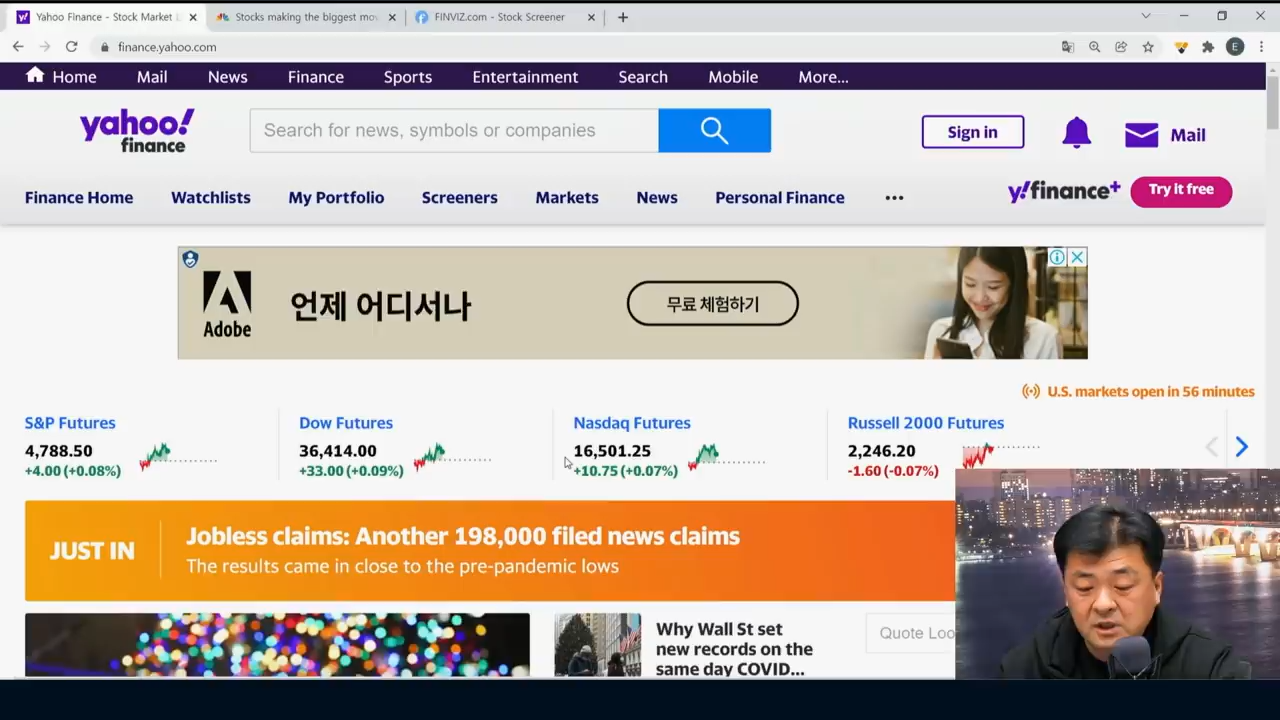 Yahoo Finance - Stock Market L
Stocks making the biggest mov
FINVIZ.com - Stock Screener
finance.yahoo.com
E
Home Mail News Finance Sports Entertainment Search Mobile More...
yahoo!
finance
Search for news, symbols or companies
Sign in
Mail
Finance Home Watchlists My Portfolio Screeners Markets News Personal Finance
y!finance+
Try it free
Adobe
언제 어디서나
무료 체험하기
U.S. markets open in 56 minutes
S&P Futures
4,788.50
+4.00 (+0.08%)
Dow Futures
36,414.00
+33.00 (+0.09%)
Nasdaq Futures
16,501.25
+10.75 (+0.07%)
Russell 2000 Futures
2,246.20
-1.60 (-0.07%)
JUST IN
Jobless claims: Another 198,000 filed news claims
The results came in close to the pre-pandemic lows
Why Wall St set
new records on the
same day COVID...
Quote Loo